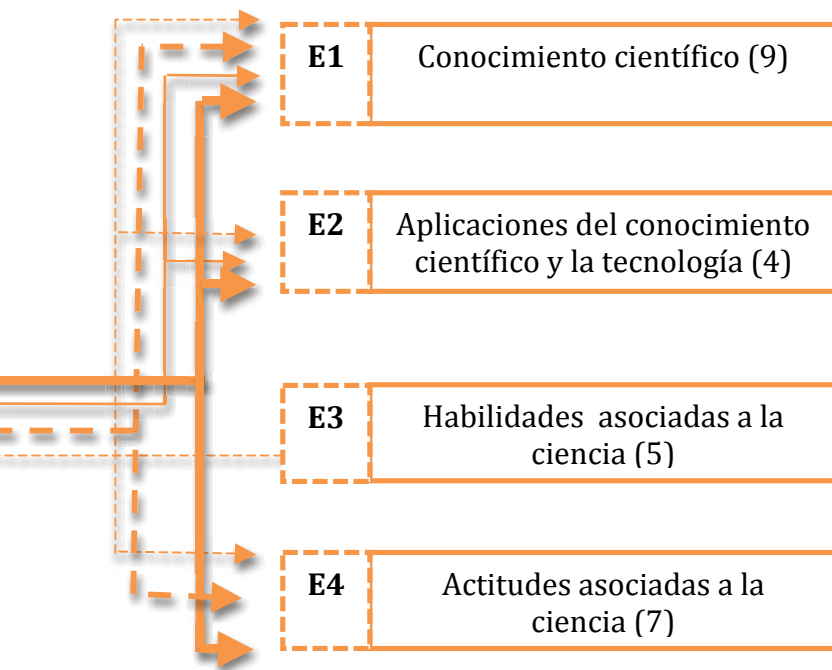 E1
Conocimiento científico (9)
E2
Aplicaciones del conocimiento
científico y la tecnología (4)
E3
Habilidades asociadas a la
ciencia (5)
E4
Actitudes asociadas a la
ciencia (7)